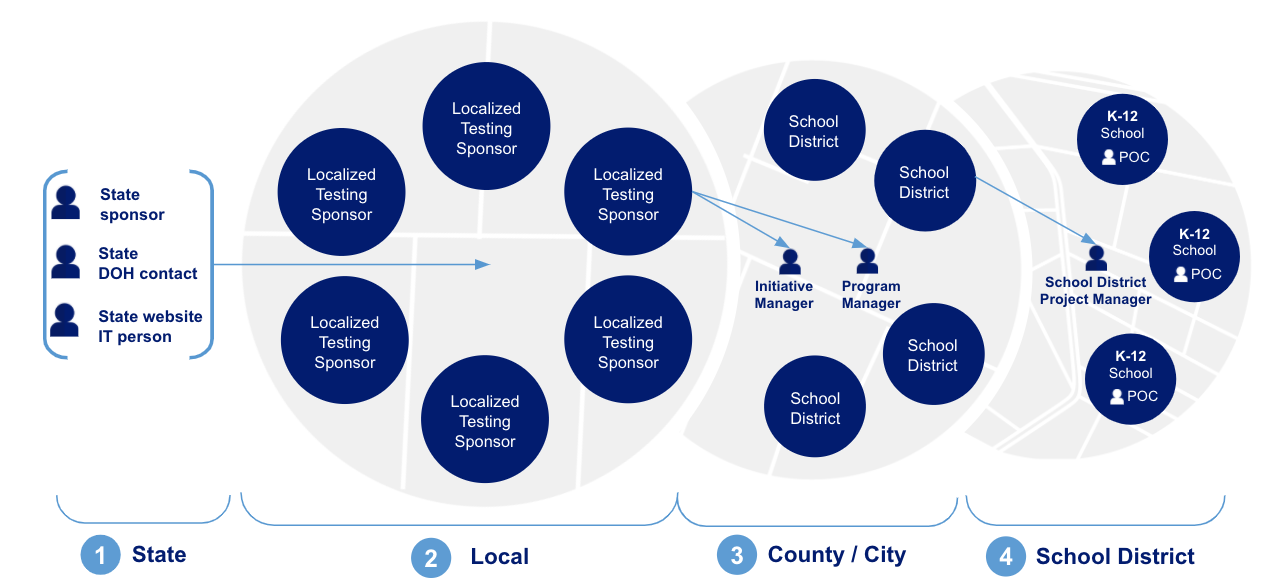 State
sponsor
State
DOH contact
State website
IT person
Localized
Testing
Sponsor
Localized
Testing
Sponsor
Localized
Testing
Sponsor
Localized
Testing
Sponsor
Localized
Testing
Sponsor
Localized
Testing
Sponsor
School
District
School
District
Initiative
Manager
Program
Manager
School
District
School
District
K-12
School
POC
K-12
School
POC
School District
Project Manager
K-12
School
POC
1 State
2 Local
3 County / City
4 School District